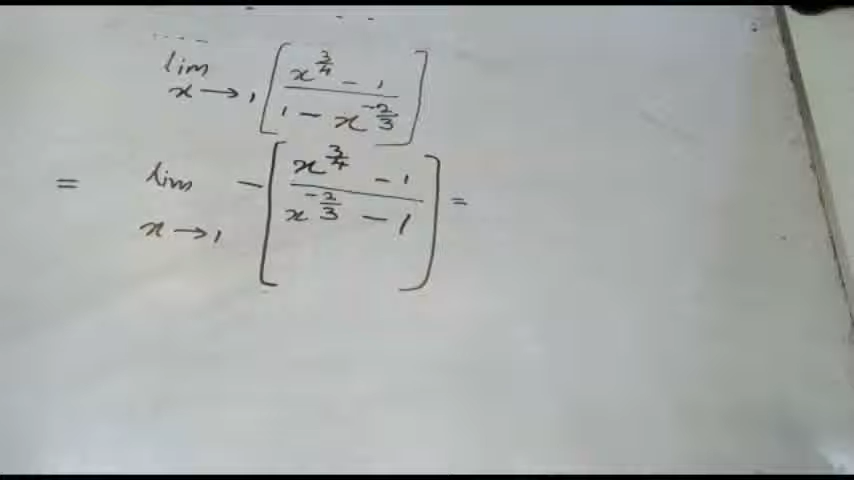 lim x→1 [ (x^{3/4} - 1) / (1 - x^{-2/3}) ]
= lim x→1 - [ (x^{3/4} - 1) / (x^{-2/3} - 1) ] =